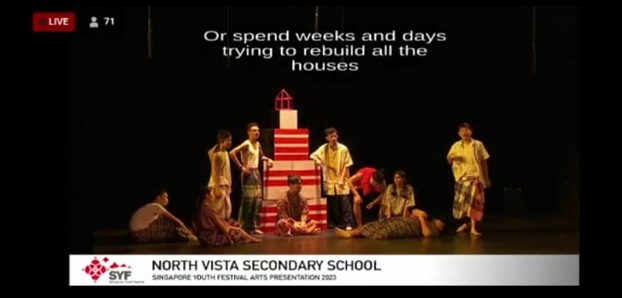 LIVE
71
Or spend weeks and days
trying to rebuild all the
houses
SYF
NORTH VISTA SECONDARY SCHOOL
SINGAPORE YOUTH FESTIVAL ARTS PRESENTATION 2023